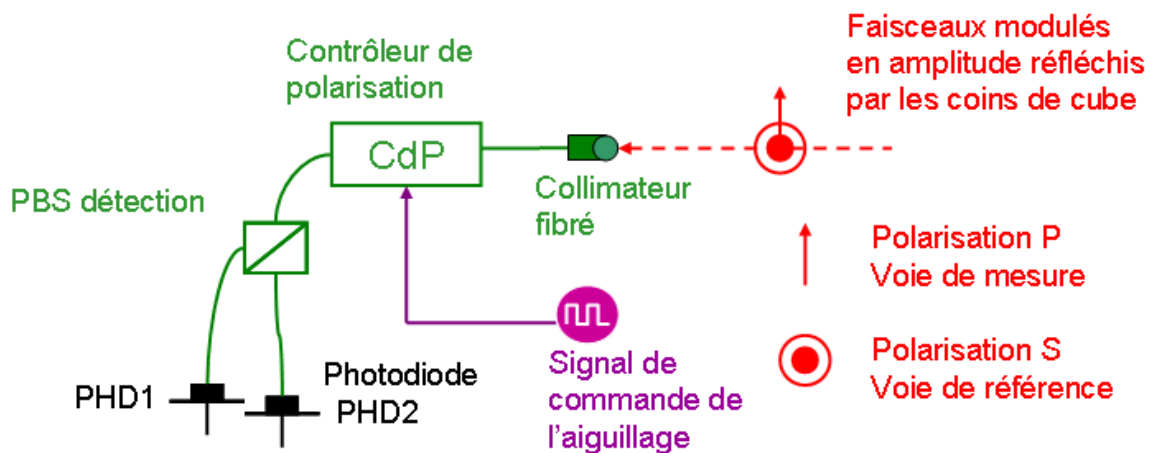 Faisceaux modulés
en amplitude réfléchis
par les coins de cube
Contrôleur de
polarisation
CdP
PBS détection
Collimateur
fibré
Polarisation P
Voie de mesure
Polarisation S
Voie de référence
Signal de
commande de
l'aiguillage
PHD1
Photodiode
PHD2